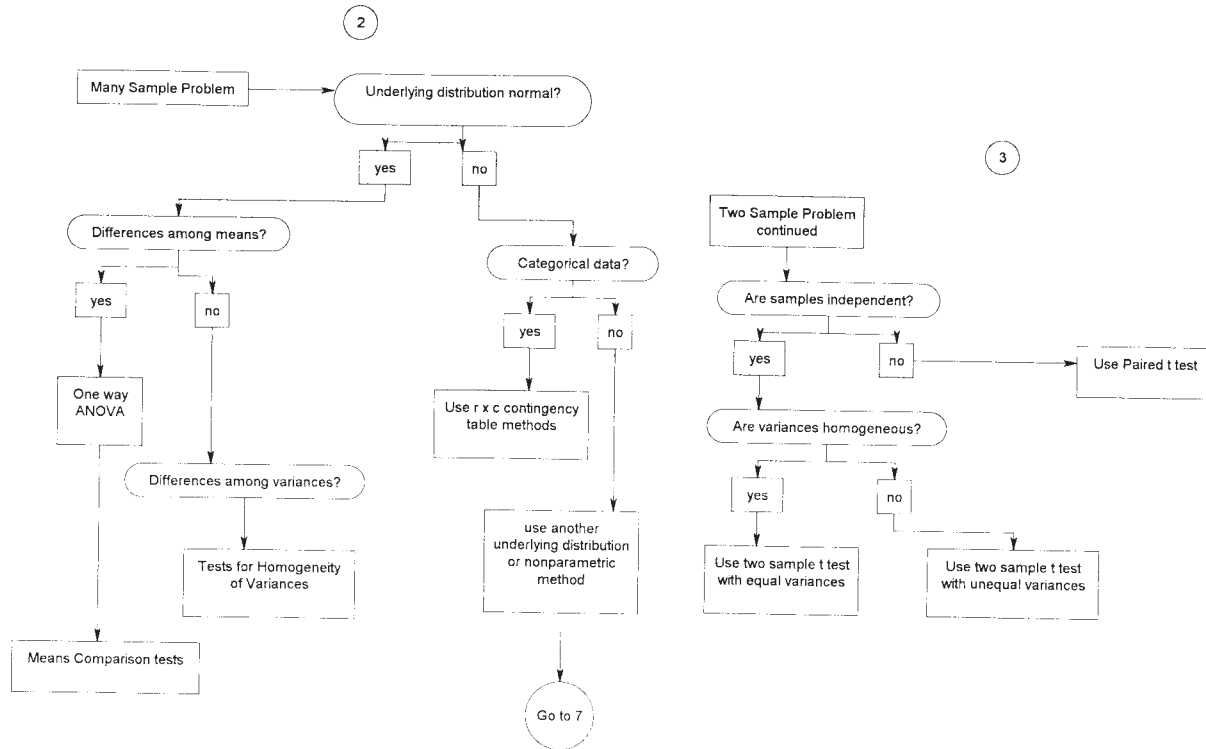 2
Many Sample Problem
Underlying distribution normal?
yes
no
Differences among means?
yes
no
Categorical data?
yes
no
One way
ANOVA
Use r x c contingency
table methods
Differences among variances?
use another
underlying distribution
or nonparametric
method
Tests for Homogeneity
of Variances
Means Comparison tests
Go to 7
3
Two Sample Problem
continued
Are samples independent?
yes
no
Use Paired t test
Are variances homogeneous?
yes
no
Use two sample t test
with equal variances
Use two sample t test
with unequal variances